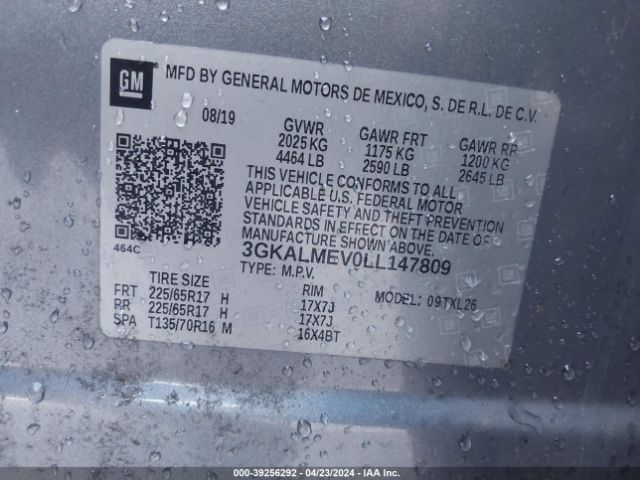 GM
MFD BY GENERAL MOTORS DE MEXICO, S. DE R.L. DE C.V.
08/19 GVWR GAWR FRT GAWR RR
2025 KG 1175 KG 1200 KG
4464 LB 2590 LB 2645 LB
THIS VEHICLE CONFORMS TO ALL
APPLICABLE U.S. FEDERAL MOTOR
VEHICLE SAFETY AND THEFT PREVENTION
STANDARDS IN EFFECT ON THE DATE OF
MANUFACTURE SHOWN ABOVE.
464C
3GKALMEV0LL147809
TYPE: M.P.V.
TIRE SIZE RIM MODEL: 09TXL26
FRT 225/65R17 H 17X7J
RR 225/65R17 H 17X7J
SPA T135/70R16 M 16X4BT
000-39256292 - 04/23/2024 - IAA Inc.